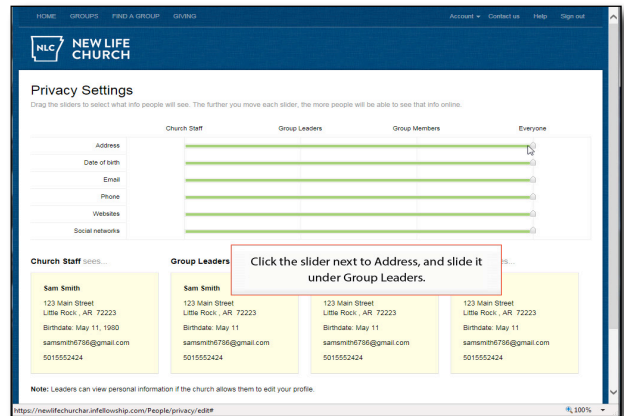 HOME GROUPS FIND A GROUP GIVING Account Contact us Help Sign out
NLC NEW LIFE
CHURCH
Privacy Settings
Drag the sliders to select what info people will see. The further you move each slider, the more people will be able to see that info online.
Church Staff Group Leaders Group Members Everyone
Address
Date of birth
Email
Phone
Websites
Social networks
Click the slider next to Address, and slide it
under Group Leaders.
Church Staff sees... Group Leaders
Sam Smith Sam Smith
123 Main Street 123 Main Street 123 Main Street 123 Main Street
Little Rock , AR 72223 Little Rock , AR 72223 Little Rock , AR 72223 Little Rock , AR 72223
Birthdate: May 11, 1980 Birthdate: May 11 Birthdate: May 11 Birthdate: May 11
samsmith6786@gmail.com samsmith6786@gmail.com samsmith6786@gmail.com samsmith6786@gmail.com
5015552424 5015552424 5015552424 5015552424
Note: Leaders can view personal information if the church allows them to edit your profile.
https://newlifechurchar.infellowship.com/People/privacy/edit# 100%